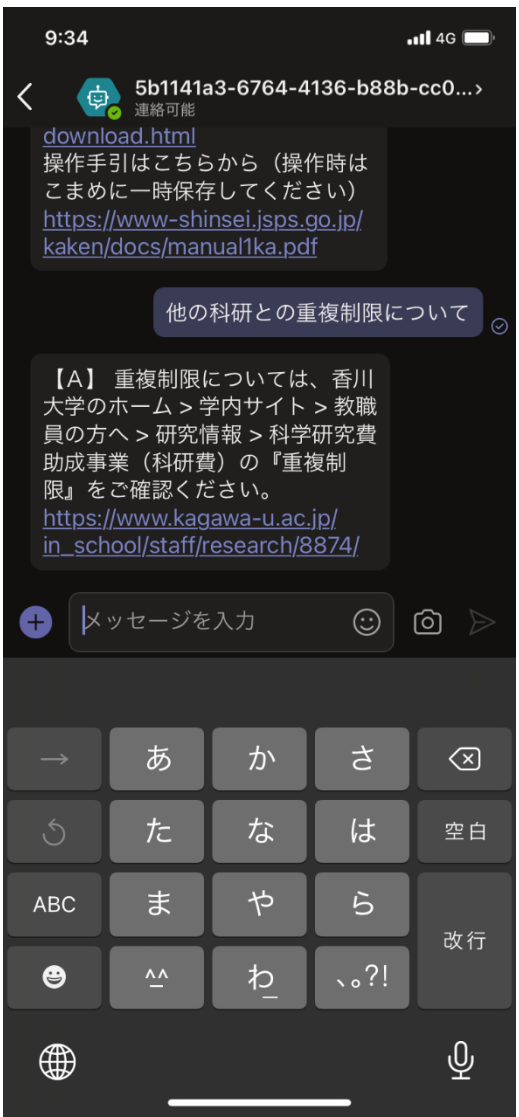 9:34
4G
5b1141a3-6764-4136-b88b-cc0...›
連絡可能
download.html
操作手引はこちらから（操作時は
こまめに一時保存してください）
https://www-shinsei.jsps.go.jp/
kaken/docs/manual1ka.pdf
他の科研との重複制限について
【A】 重複制限については、香川
大学のホーム > 学内サイト > 教職
員の方へ > 研究情報 > 科学研究費
助成事業（科研費）の『重複制
限』をご確認ください。
https://www.kagawa-u.ac.jp/
in_school/staff/research/8874/
メッセージを入力
→ あ か さ
た な は 空白
ABC ま や ら
改行
^^ わ 、。?!